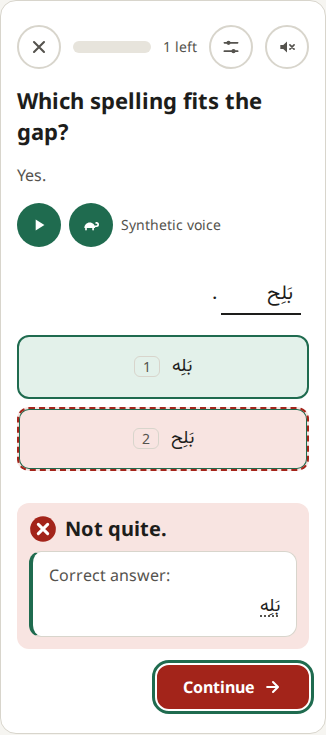 1 left
Which spelling fits the
gap?
Yes.
Synthetic voice
بَلِح .
1 بَلِه
2 بَلِح
Not quite.
Correct answer:
بَلِه
Continue